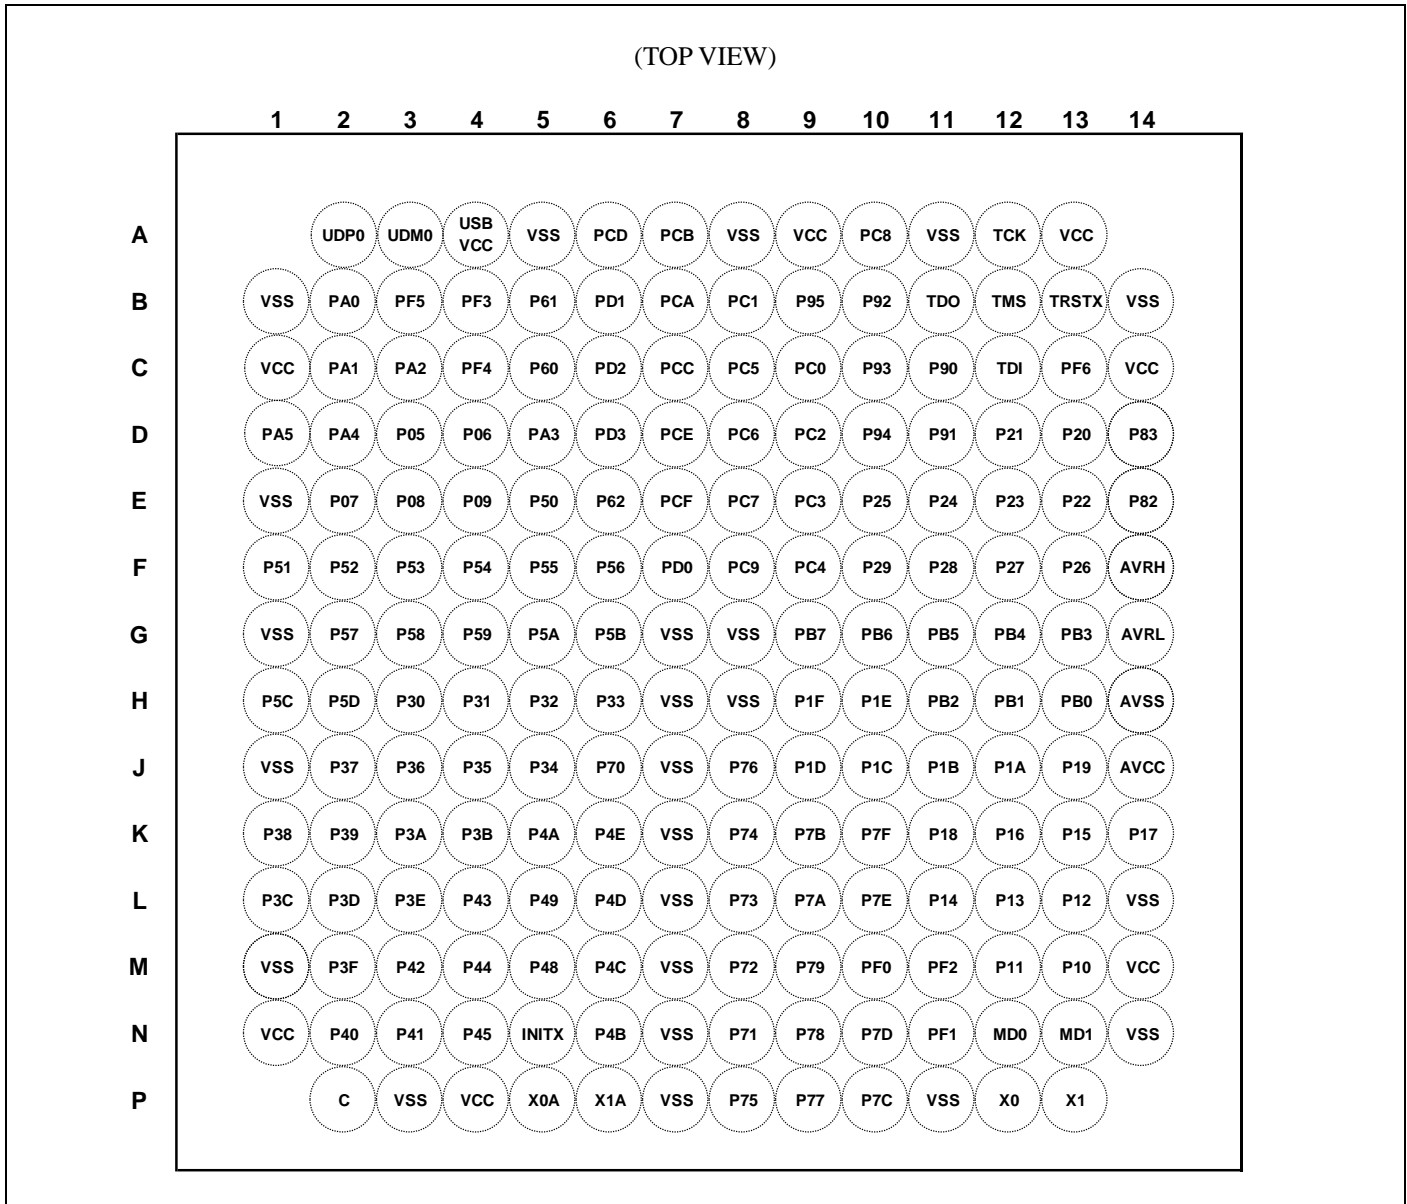 (TOP VIEW)
1 2 3 4 5 6 7 8 9 10 11 12 13 14
A UDP0 UDM0 USB VCC VSS PCD PCB VSS VCC PC8 VSS TCK VCC
B VSS PA0 PF5 PF3 P61 PD1 PCA PC1 P95 P92 TDO TMS TRSTX VSS
C VCC PA1 PA2 PF4 P60 PD2 PCC PC5 PC0 P93 P90 TDI PF6 VCC
D PA5 PA4 P05 P06 PA3 PD3 PCE PC6 PC2 P94 P91 P21 P20 P83
E VSS P07 P08 P09 P50 P62 PCF PC7 PC3 P25 P24 P23 P22 P82
F P51 P52 P53 P54 P55 P56 PD0 PC9 PC4 P29 P28 P27 P26 AVRH
G VSS P57 P58 P59 P5A P5B VSS VSS PB7 PB6 PB5 PB4 PB3 AVRL
H P5C P5D P30 P31 P32 P33 VSS VSS P1F P1E PB2 PB1 PB0 AVSS
J VSS P37 P36 P35 P34 P70 VSS P76 P1D P1C P1B P1A P19 AVCC
K P38 P39 P3A P3B P4A P4E VSS P74 P7B P7F P18 P16 P15 P17
L P3C P3D P3E P43 P49 P4D VSS P73 P7A P7E P14 P13 P12 VSS
M VSS P3F P42 P44 P48 P4C VSS P72 P79 PF0 PF2 P11 P10 VCC
N VCC P40 P41 P45 INITX P4B VSS P71 P78 P7D PF1 MD0 MD1 VSS
P C VSS VCC X0A X1A VSS P75 P77 P7C VSS X0 X1